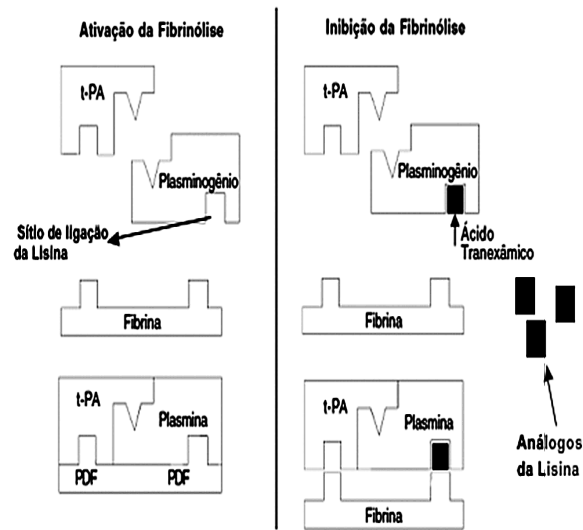 Ativação da Fibrinólise
t-PA
Plasminogênio
Sítio de ligação
da Lisina
Fibrina
t-PA
Plasmina
PDF
PDF
Inibição da Fibrinólise
t-PA
Plasminogênio
Ácido
Tranexâmico
Fibrina
t-PA
Plasmina
Fibrina
Análogos
da Lisina